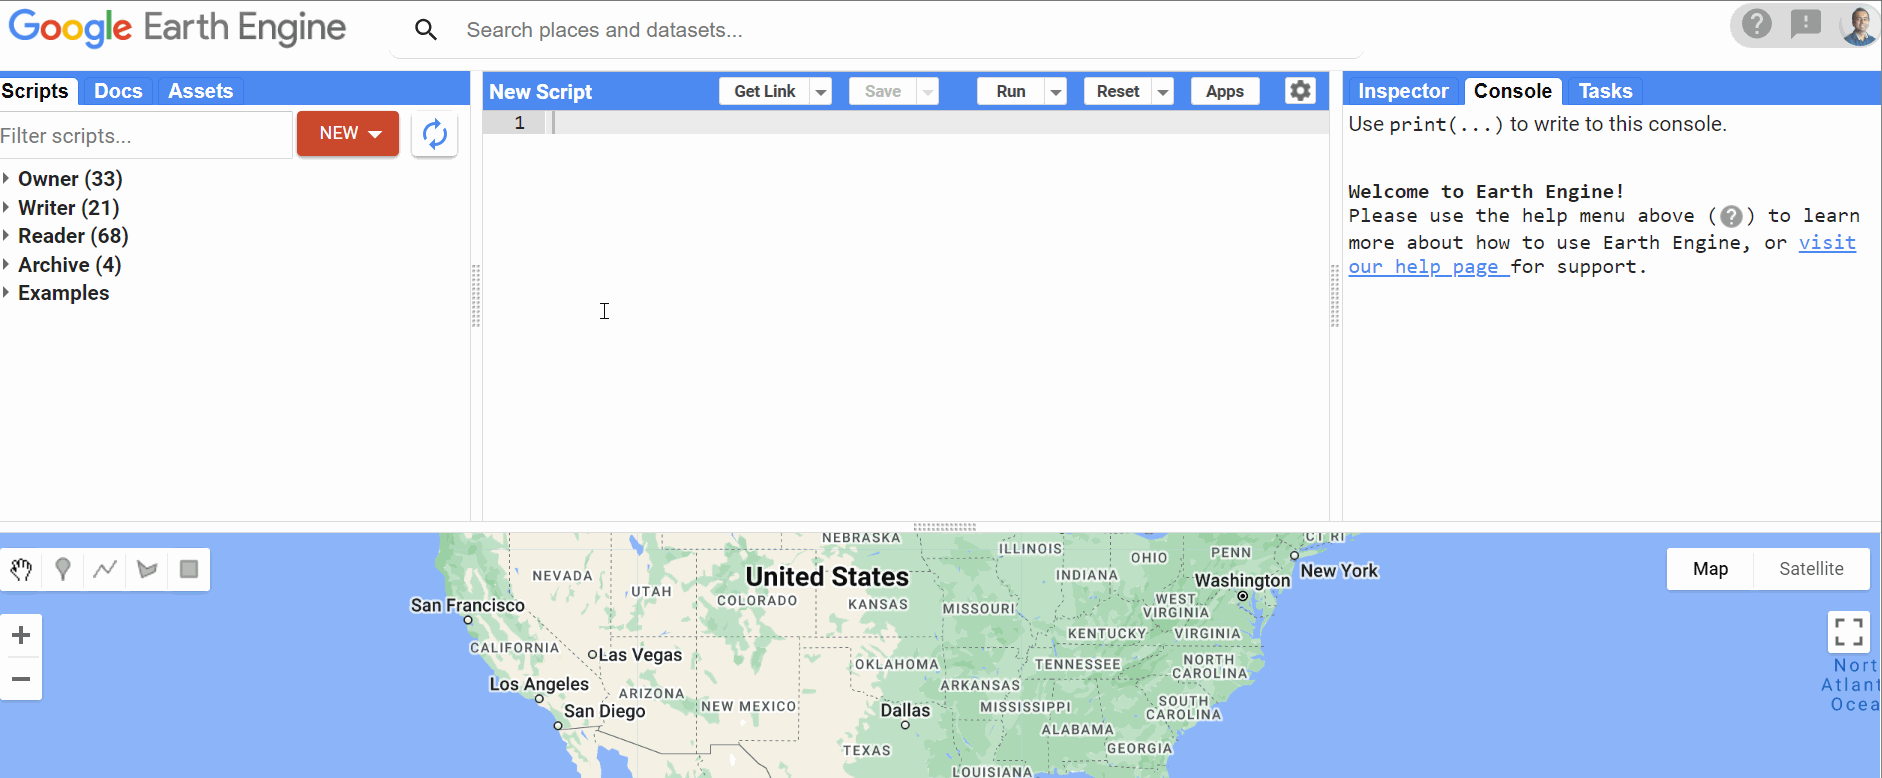 Google Earth Engine
Search places and datasets...
Scripts Docs Assets
Filter scripts...
NEW
Owner (33)
Writer (21)
Reader (68)
Archive (4)
Examples
New Script
Get Link
Save
Run
Reset
Apps
1
Inspector Console Tasks
Use print(...) to write to this console.
Welcome to Earth Engine!
Please use the help menu above (?) to learn
more about how to use Earth Engine, or visit
our help page for support.
Map Satellite
NEBRASKA
ILLINOIS
OHIO
PENN
CT RI
New York
NEVADA
UTAH
United States
COLORADO
KANSAS
MISSOURI
INDIANA
Washington
WEST
VIRGINIA
San Francisco
CALIFORNIA
Las Vegas
KENTUCKY
VIRGINIA
OKLAHOMA
TENNESSEE
NORTH
CAROLINA
Los Angeles
ARIZONA
NEW MEXICO
ARKANSAS
San Diego
Dallas
MISSISSIPPI
SOUTH
CAROLINA
ALABAMA
TEXAS
GEORGIA
LOUISIANA
Nort
Atlant
Ocea